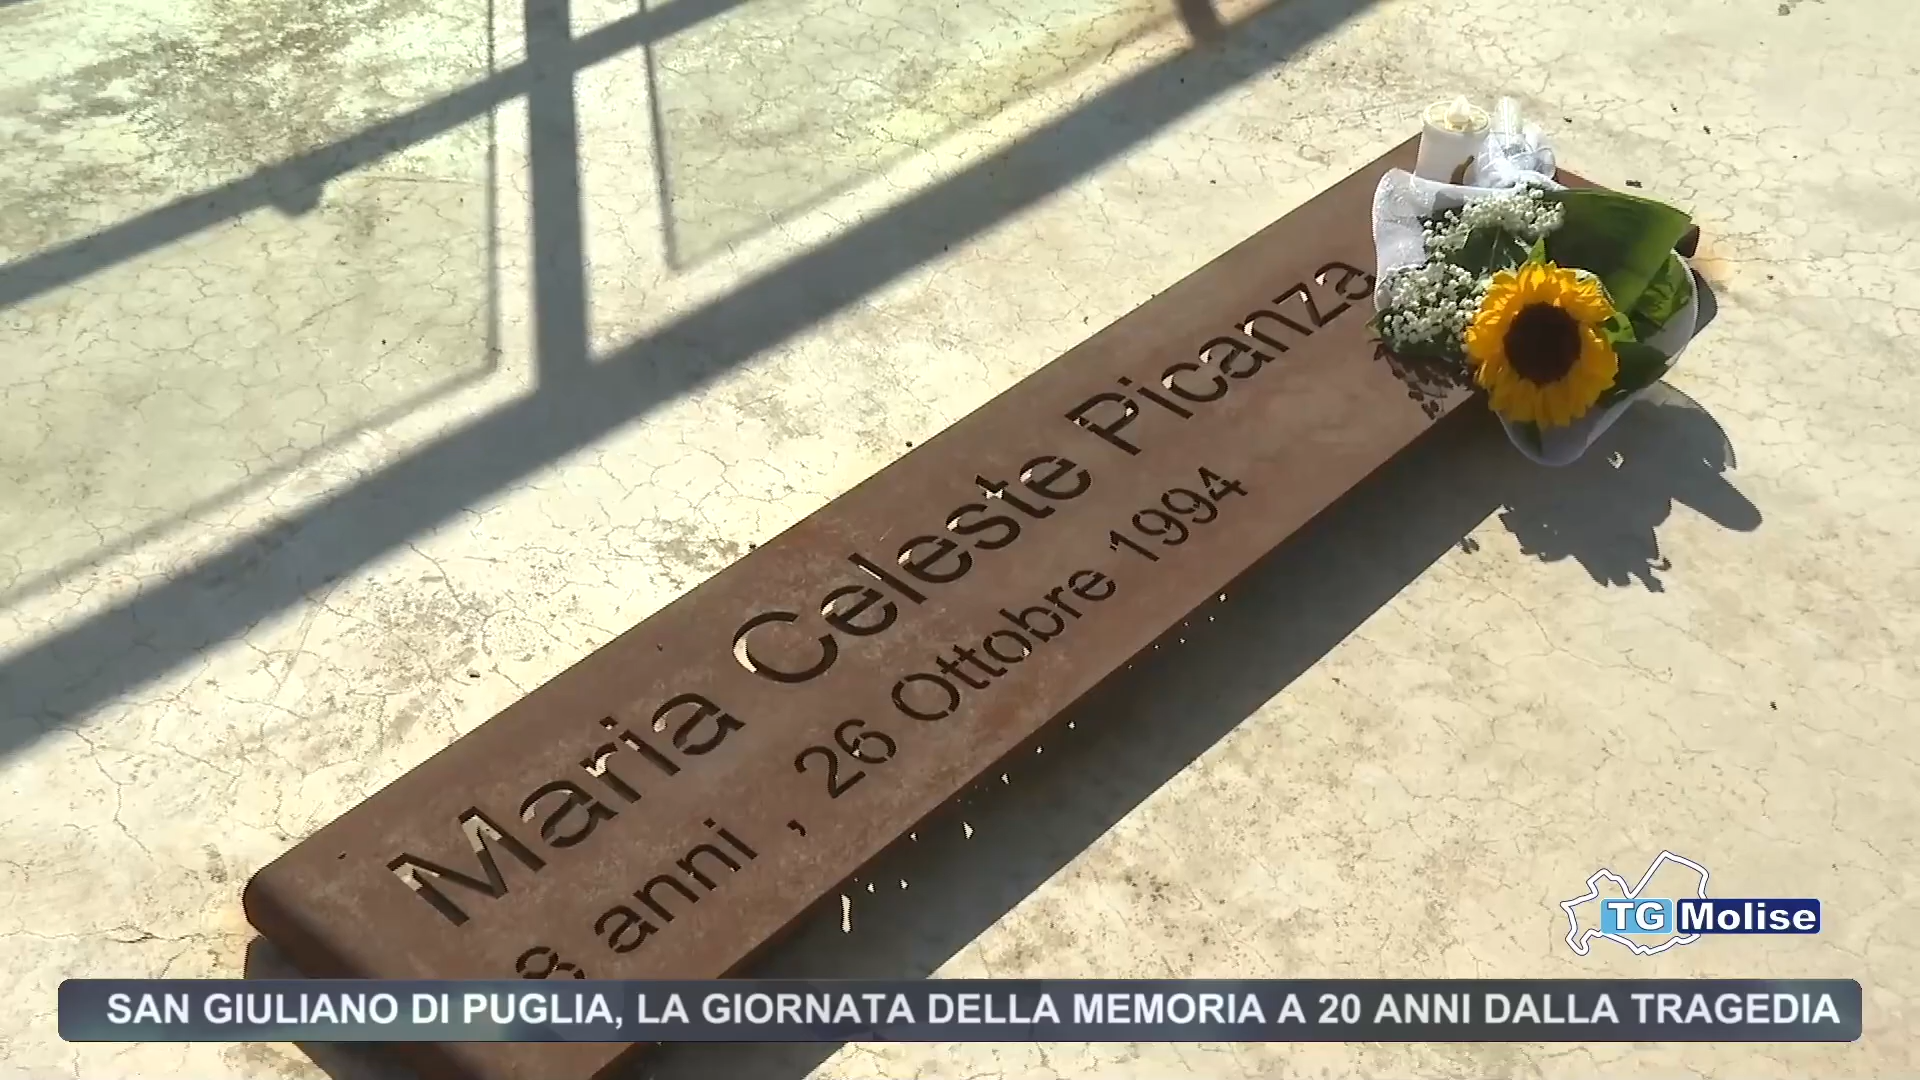 Maria Celeste Picanza
8 anni , 26 Ottobre 1994
TG Molise
SAN GIULIANO DI PUGLIA, LA GIORNATA DELLA MEMORIA A 20 ANNI DALLA TRAGEDIA